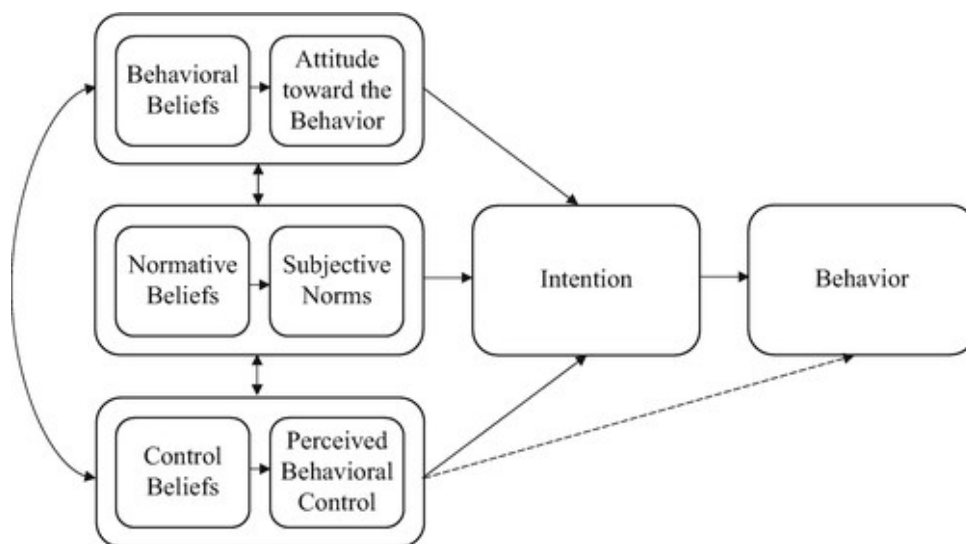 Behavioral
Beliefs
Attitude
toward the
Behavior
Normative
Beliefs
Subjective
Norms
Intention
Behavior
Control
Beliefs
Perceived
Behavioral
Control